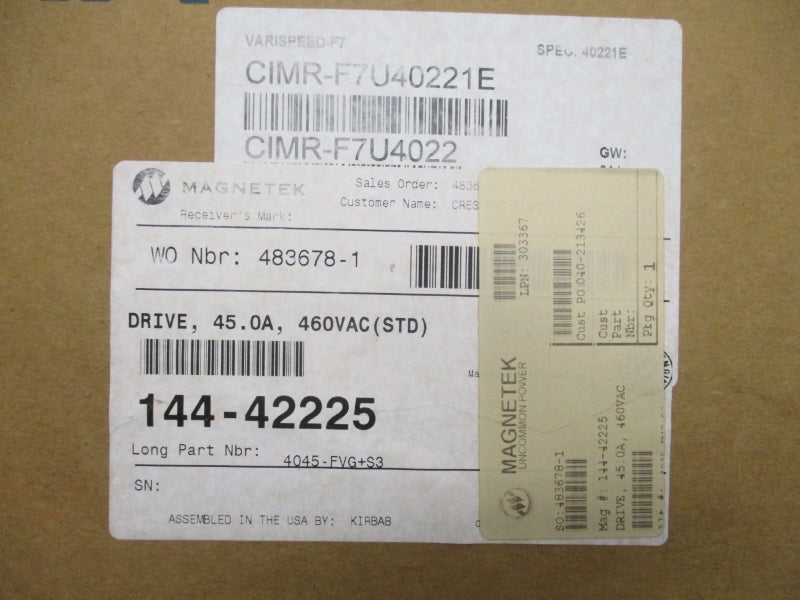 VARISPEED-F7
SPEC. 40221E
CIMR-F7U40221E
CIMR-F7U4022
GW:
MAGNETEK
Sales Order: 4836
Customer Name: CRES
Receiver's Mark:
WO Nbr: 483678-1
DRIVE, 45.0A, 460VAC(STD)
144-42225
Long Part Nbr: 4045-FVG+S3
SN:
ASSEMBLED IN THE USA BY: KIRBAB
MAGNETEK
UNCOMMON POWER
LPN: 303367
Cust PO:040-213426
Cust
Part
Nbr:
Pkg Qty: 1
SO:483678-1
Mag #: 144-42225
DRIVE, 45.0A, 460VAC